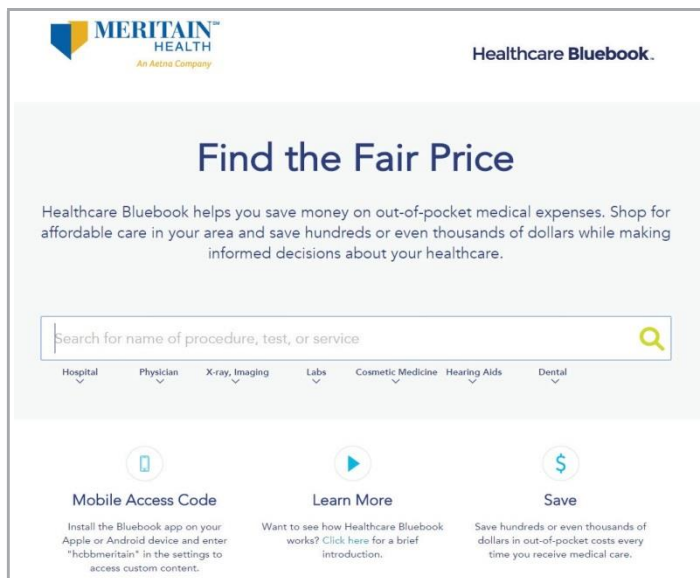 MERITAIN™
HEALTH
An Aetna Company
Healthcare Bluebook™
Find the Fair Price
Healthcare Bluebook helps you save money on out-of-pocket medical expenses. Shop for
affordable care in your area and save hundreds or even thousands of dollars while making
informed decisions about your healthcare.
Search for name of procedure, test, or service
Hospital Physician X-ray, Imaging Labs Cosmetic Medicine Hearing Aids Dental
Mobile Access Code
Install the Bluebook app on your
Apple or Android device and enter
"hcbbmeritain" in the settings to
access custom content.
Learn More
Want to see how Healthcare Bluebook
works? Click here for a brief
introduction.
$
Save
Save hundreds or even thousands of
dollars in out-of-pocket costs every
time you receive medical care.